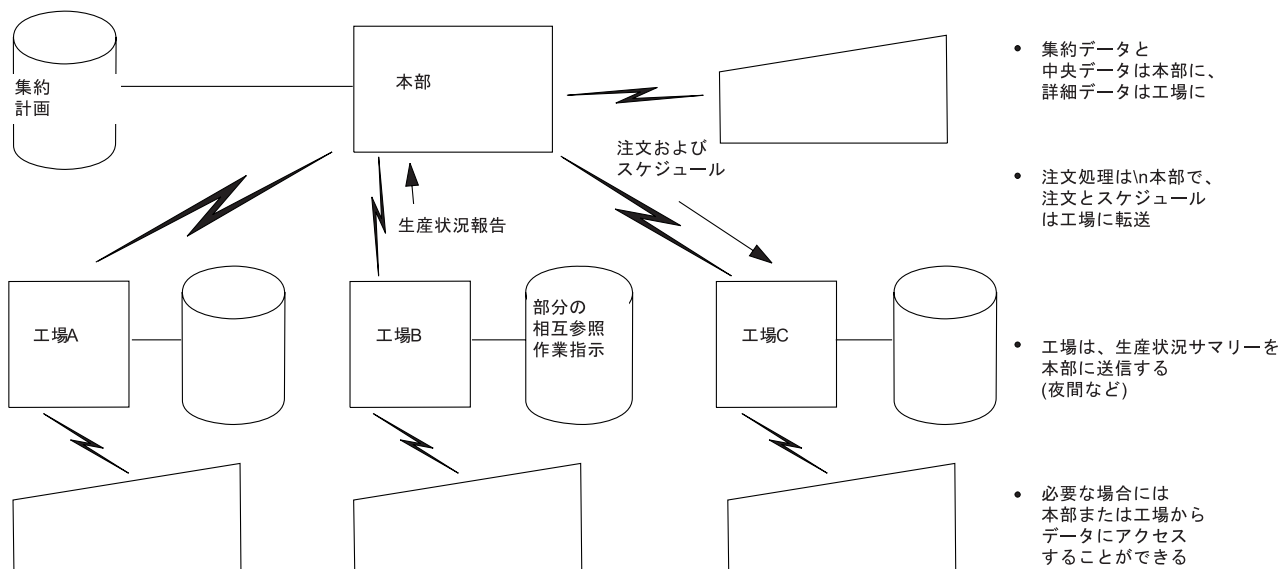 集約
計画
本部
注文および
スケジュール
生産状況報告
工場A
工場B
部分の
相互参照
作業指示
工場C
• 集約データと
中央データは本部に、
詳細データは工場に
• 注文処理は\n本部で、
注文とスケジュール
は工場に転送
• 工場は、生産状況サマリーを
本部に送信する
(夜間など)
• 必要な場合には
本部または工場から
データにアクセス
することができる